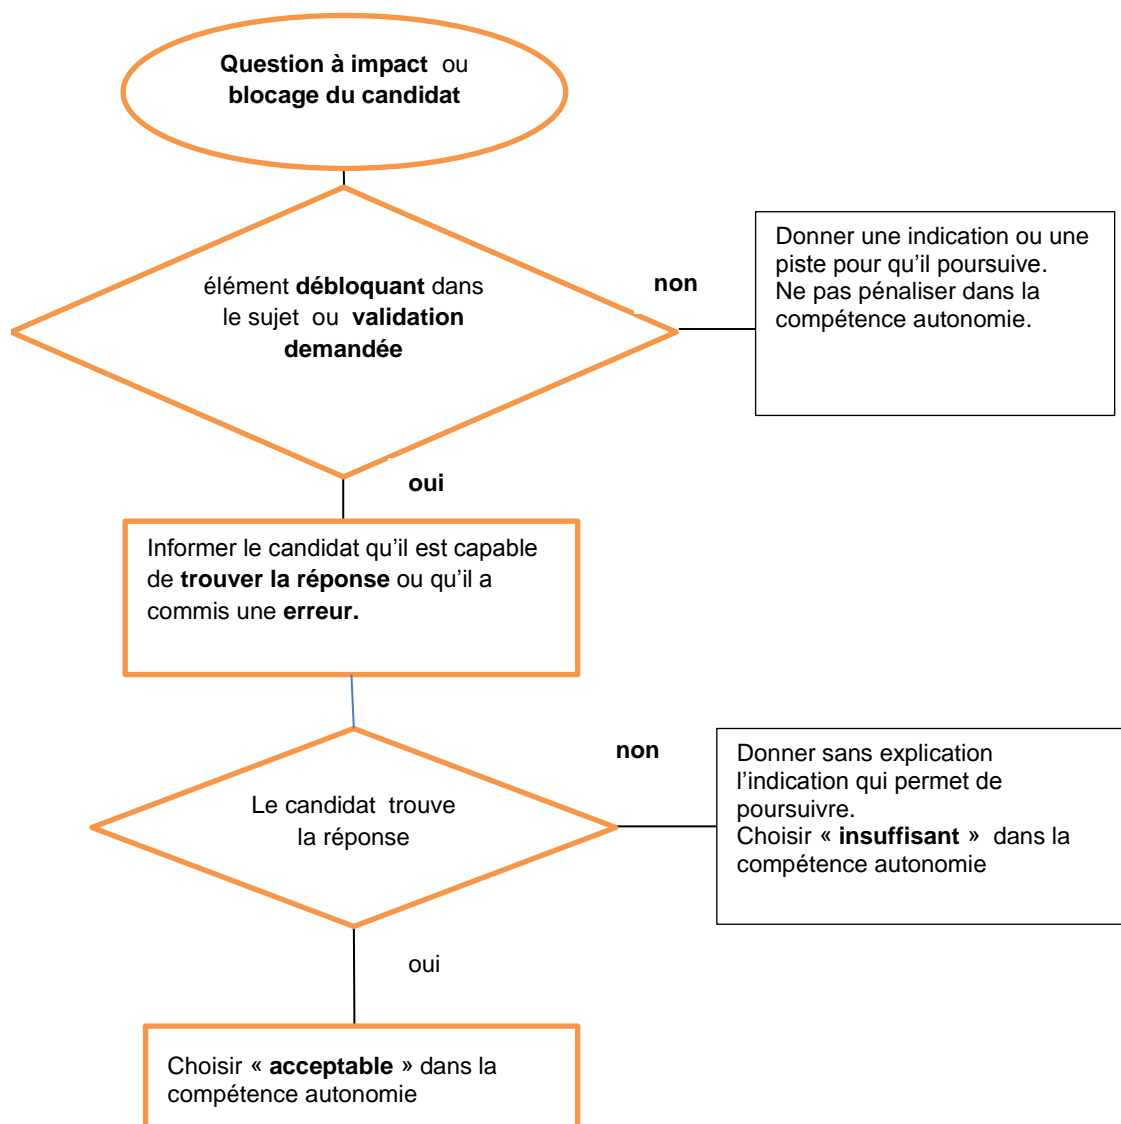 Question à impact ou
blocage du candidat
élément débloquant dans
le sujet ou validation
demandée
non
Donner une indication ou une
piste pour qu'il poursuive.
Ne pas pénaliser dans la
compétence autonomie.
oui
Informer le candidat qu'il est capable
de trouver la réponse ou qu'il a
commis une erreur.
Le candidat trouve
la réponse
non
Donner sans explication
l'indication qui permet de
poursuivre.
Choisir « insuffisant » dans la
compétence autonomie
oui
Choisir « acceptable » dans la
compétence autonomie